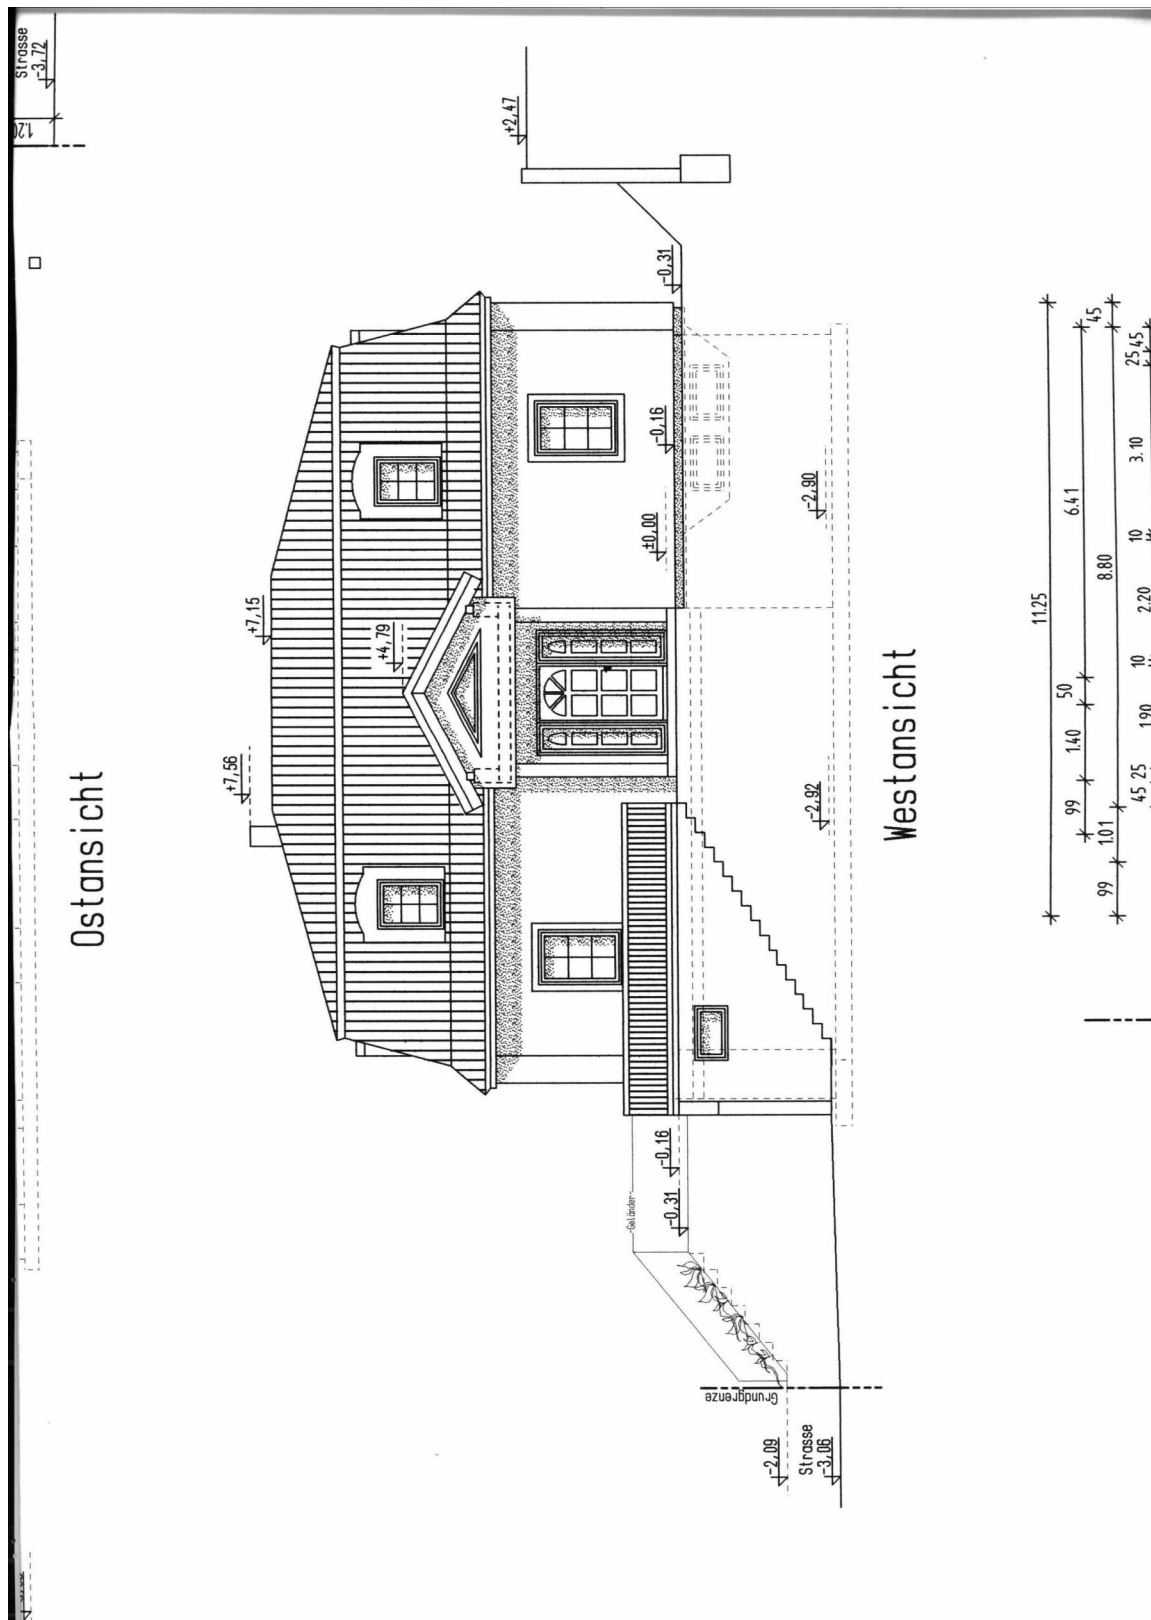 Strasse
-3,72
1.20
Ostansicht
+7,56
+7,15
+4,79
+2,47
-0,31
-0,16
±0,00
-2,90
-2,92
-0,16
-0,31
-Geländer-
Grundgrenze
-2,09
Strasse
-3,06
Westansicht
11.25
99 1.40 50 6.41
99 1.01 8.80 45
45 25 1.90 10 2.20 10 3.10 25 45